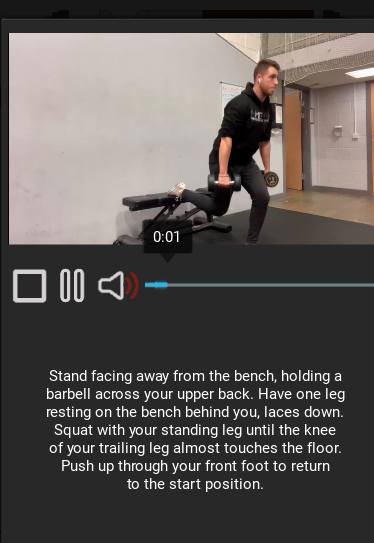 0:01
Stand facing away from the bench, holding a
barbell across your upper back. Have one leg
resting on the bench behind you, laces down.
Squat with your standing leg until the knee
of your trailing leg almost touches the floor.
Push up through your front foot to return
to the start position.